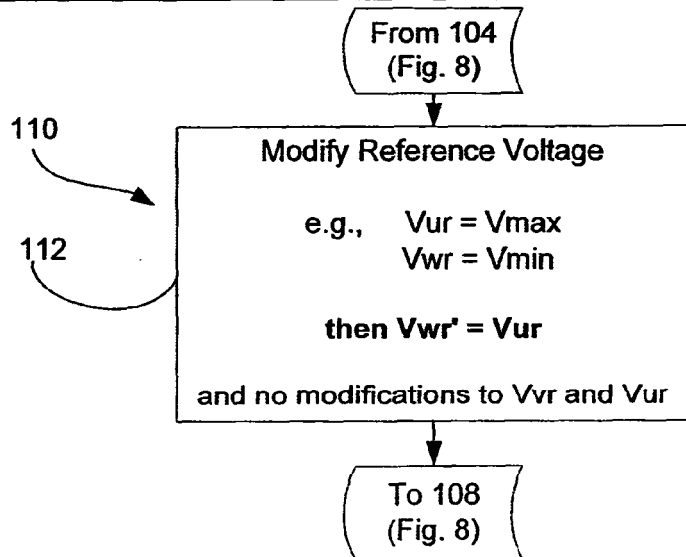 From 104
(Fig. 8)
110
Modify Reference Voltage
e.g., Vur = Vmax
112
Vwr = Vmin
then Vwr' = Vur
and no modifications to Vvr and Vur
To 108
(Fig. 8)